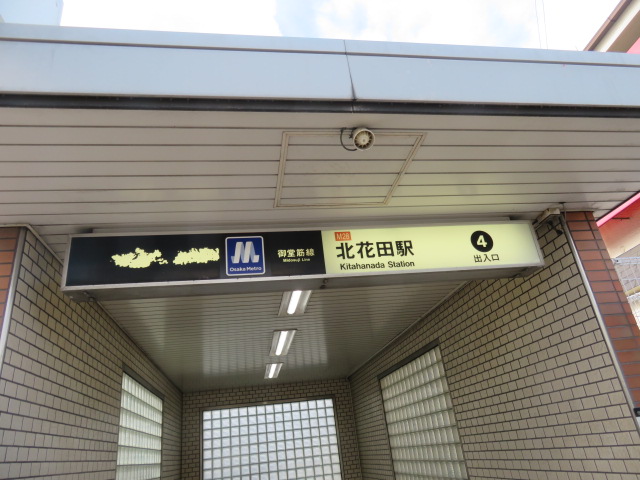 Osaka Metro
御堂筋線
Midosuji Line
M28
北花田駅
Kitahanada Station
4
出入口